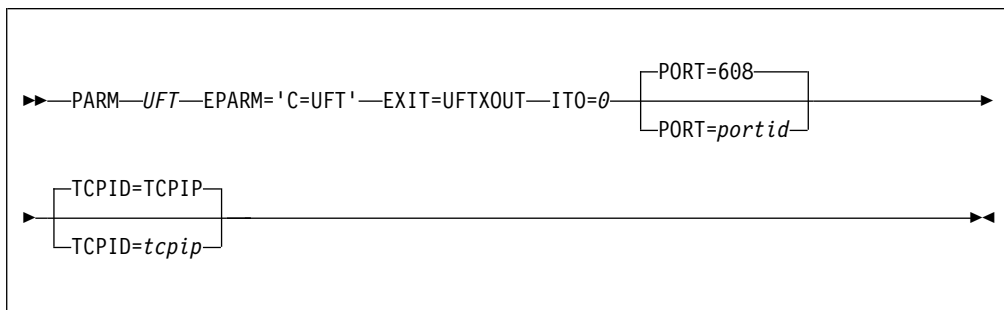 PORT=608
PARM UFT EPARM='C=UFT' EXIT=UFTXOUT ITO=0
PORT=portid
TCPID=TCPIP
TCPID=tcpip